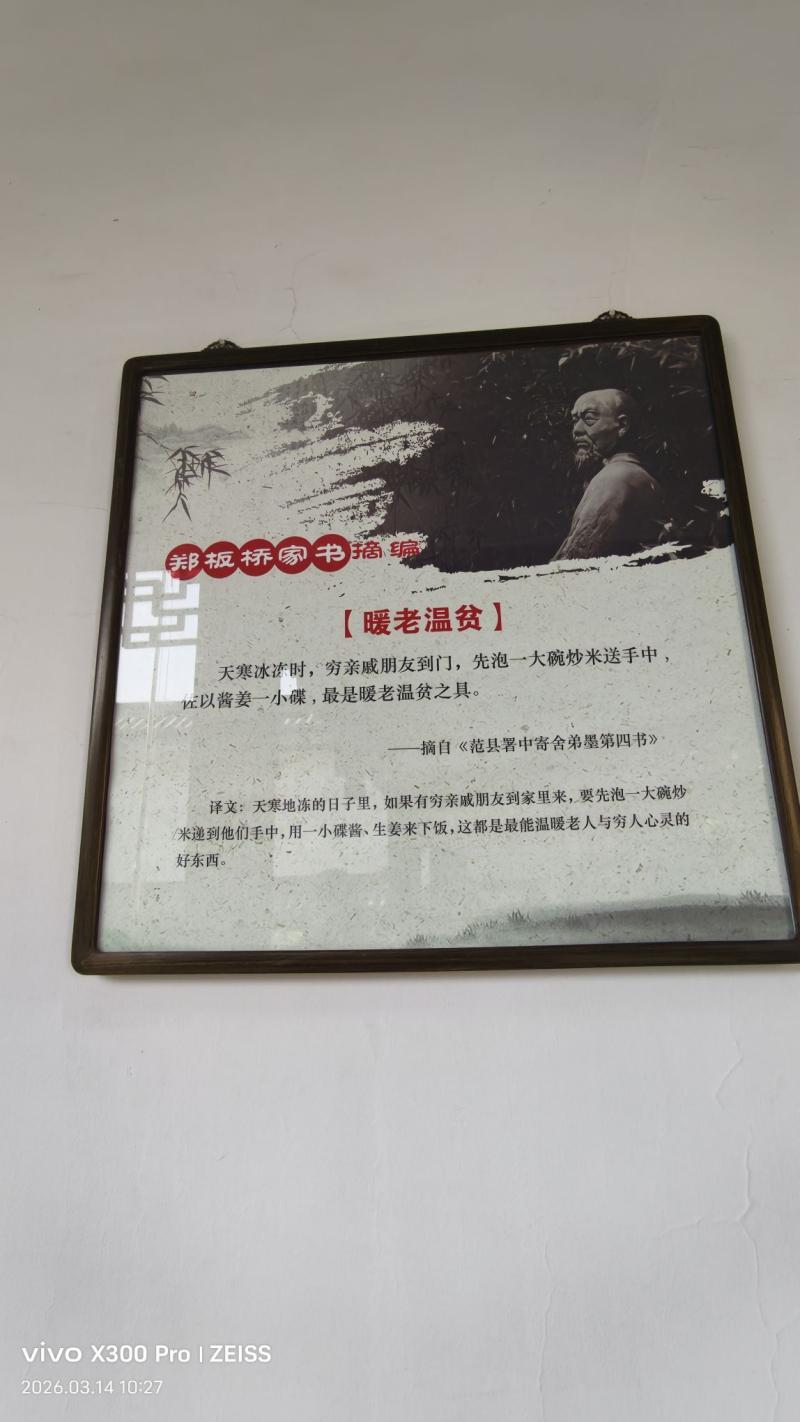 郑板桥家书摘编
【暖老温贫】
天寒冰冻时，穷亲戚朋友到门，先泡一大碗炒米送手中，
佐以酱姜一小碟，最是暖老温贫之具。
——摘自《范县署中寄舍弟墨第四书》
译文：天寒地冻的日子里，如果有穷亲戚朋友到家里来，要先泡一大碗炒
米递到他们手中，用一小碟酱、生姜来下饭，这都是最能温暖老人与穷人心灵的
好东西。
vivo X300 Pro | ZEISS
2026.03.14 10:27